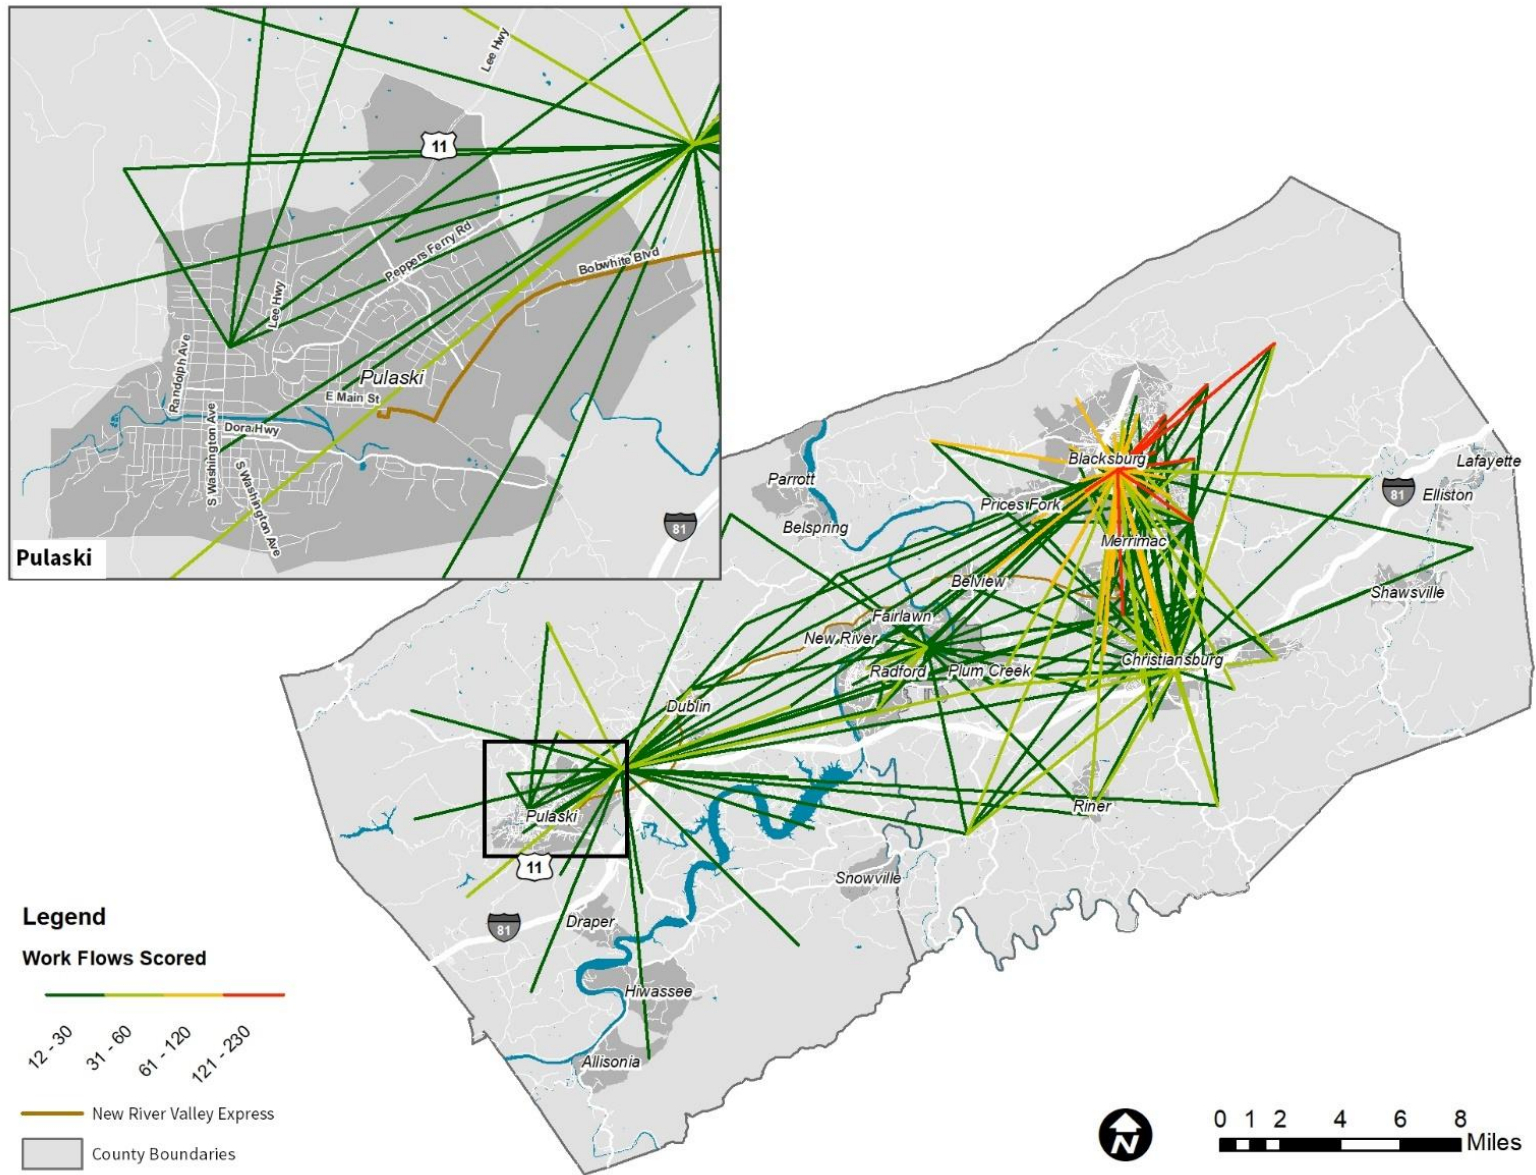 Lee Hwy
11
Peppers Ferry Rd
Bobwhite Blvd
Lee Hwy
Randolph Ave
Pulaski
E Main St
S Washington Ave
Dora Hwy
S Washington Ave
81
Pulaski
Blacksburg
Lafayette
Parrott
81
Elliston
Prices Fork
Belspring
Merrimac
Belview
Shawsville
Fairlawn
New River
Christiansburg
Radford
Plum Creek
Dublin
Riner
Pulaski
11
Snowville
Draper
81
Hiwassee
Allisonia
Legend
Work Flows Scored
12 - 30
31 - 60
61 - 120
121 - 230
New River Valley Express
County Boundaries
N
0 1 2 4 6 8
Miles